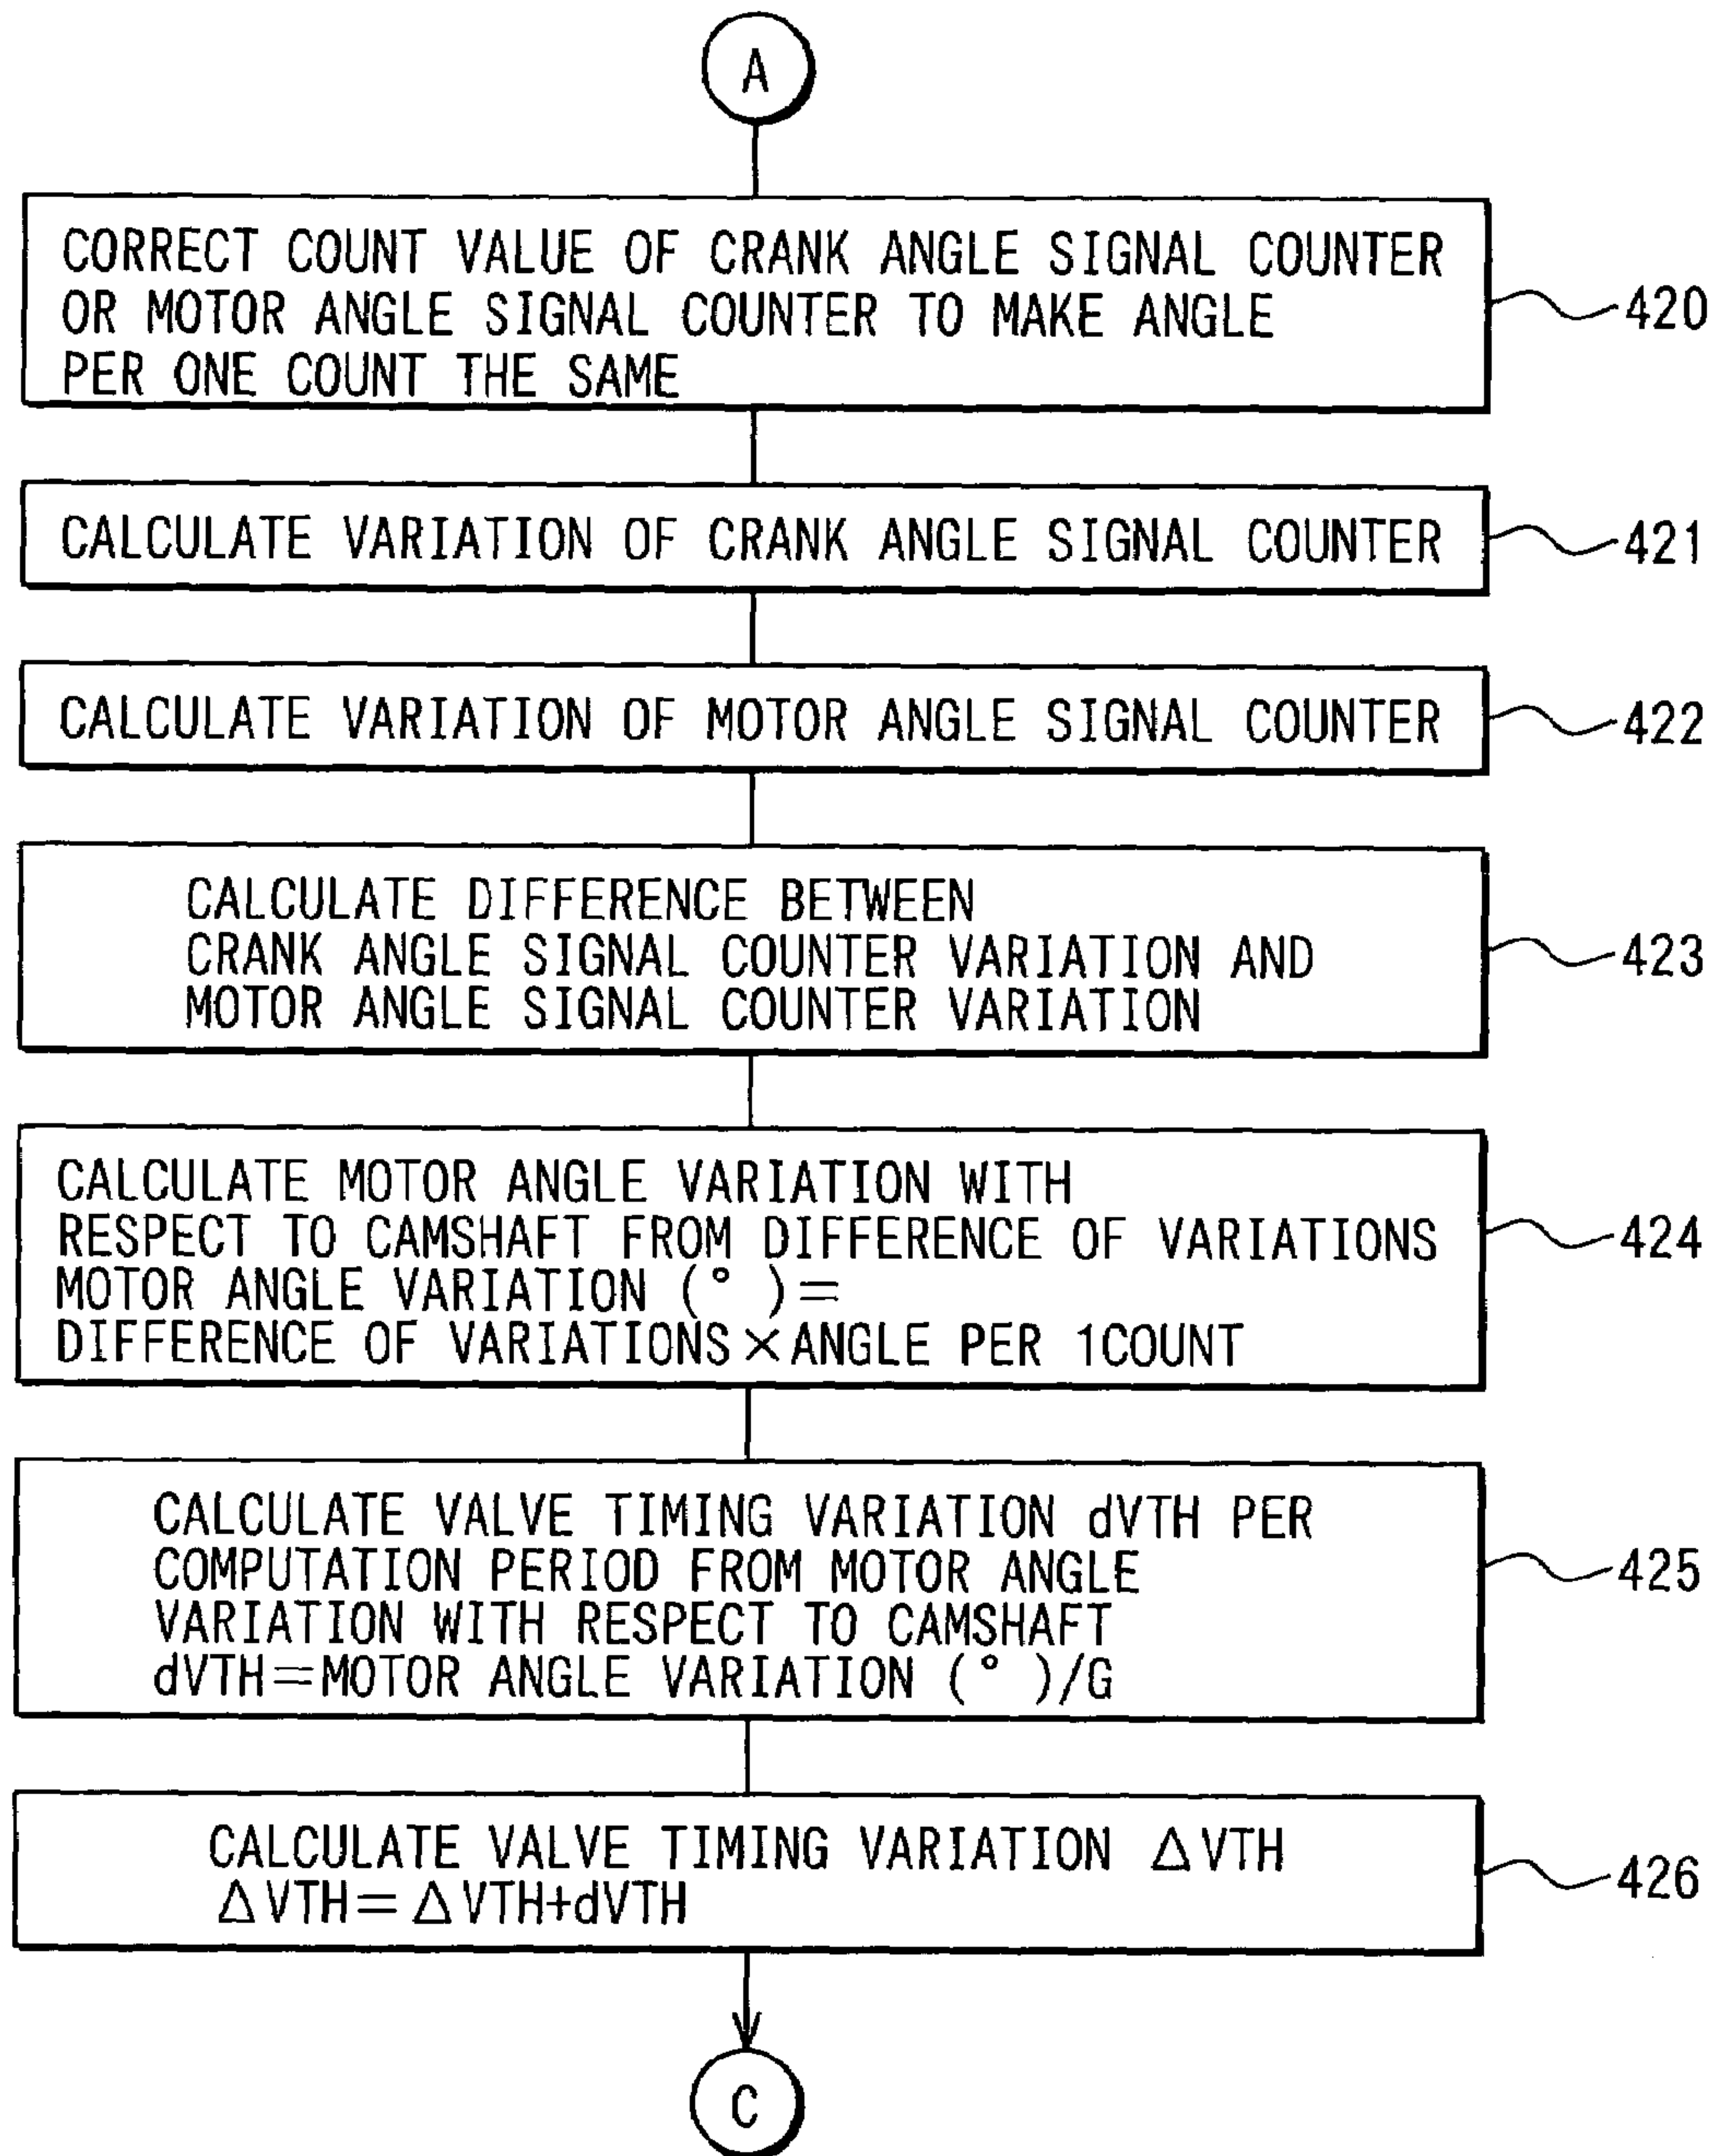 A
CORRECT COUNT VALUE OF CRANK ANGLE SIGNAL COUNTER
OR MOTOR ANGLE SIGNAL COUNTER TO MAKE ANGLE
PER ONE COUNT THE SAME
420
CALCULATE VARIATION OF CRANK ANGLE SIGNAL COUNTER
421
CALCULATE VARIATION OF MOTOR ANGLE SIGNAL COUNTER
422
CALCULATE DIFFERENCE BETWEEN
CRANK ANGLE SIGNAL COUNTER VARIATION AND
MOTOR ANGLE SIGNAL COUNTER VARIATION
423
CALCULATE MOTOR ANGLE VARIATION WITH
RESPECT TO CAMSHAFT FROM DIFFERENCE OF VARIATIONS
MOTOR ANGLE VARIATION (° )=
DIFFERENCE OF VARIATIONS×ANGLE PER 1COUNT
424
CALCULATE VALVE TIMING VARIATION dVTH PER
COMPUTATION PERIOD FROM MOTOR ANGLE
VARIATION WITH RESPECT TO CAMSHAFT
dVTH=MOTOR ANGLE VARIATION (° )/G
425
CALCULATE VALVE TIMING VARIATION △VTH
△VTH=△VTH+dVTH
426
C